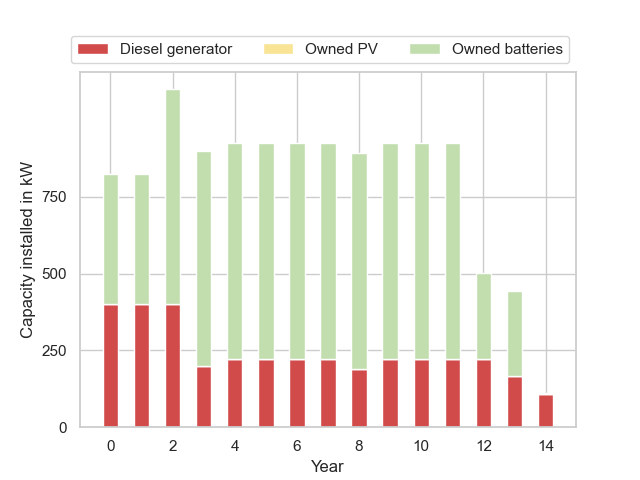 Diesel generator Owned PV Owned batteries
Capacity installed in kW
750
500
250
0
0 2 4 6 8 10 12 14
Year